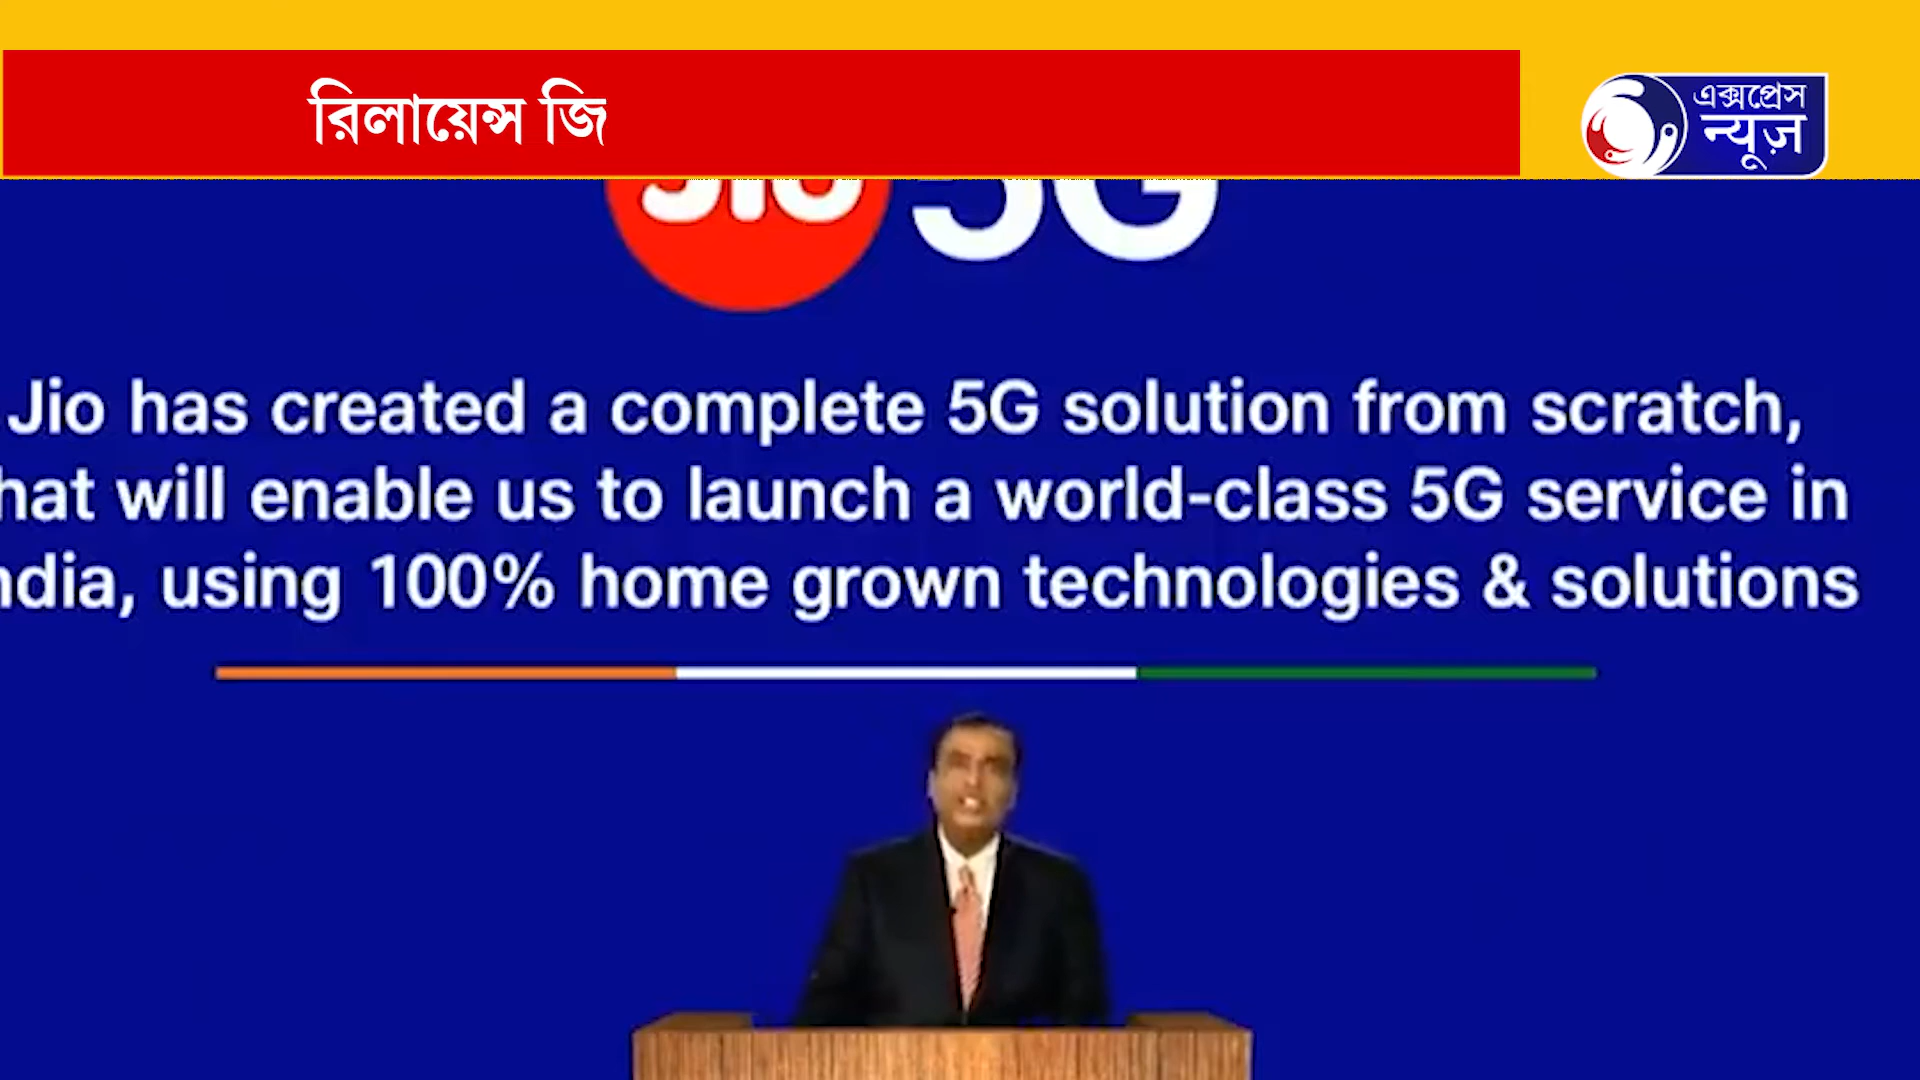 রিলায়েন্স জি
এক্সপ্রেস
ন্যূজ়
Jio 5G
Jio has created a complete 5G solution from scratch,
hat will enable us to launch a world-class 5G service in
ndia, using 100% home grown technologies & solutions